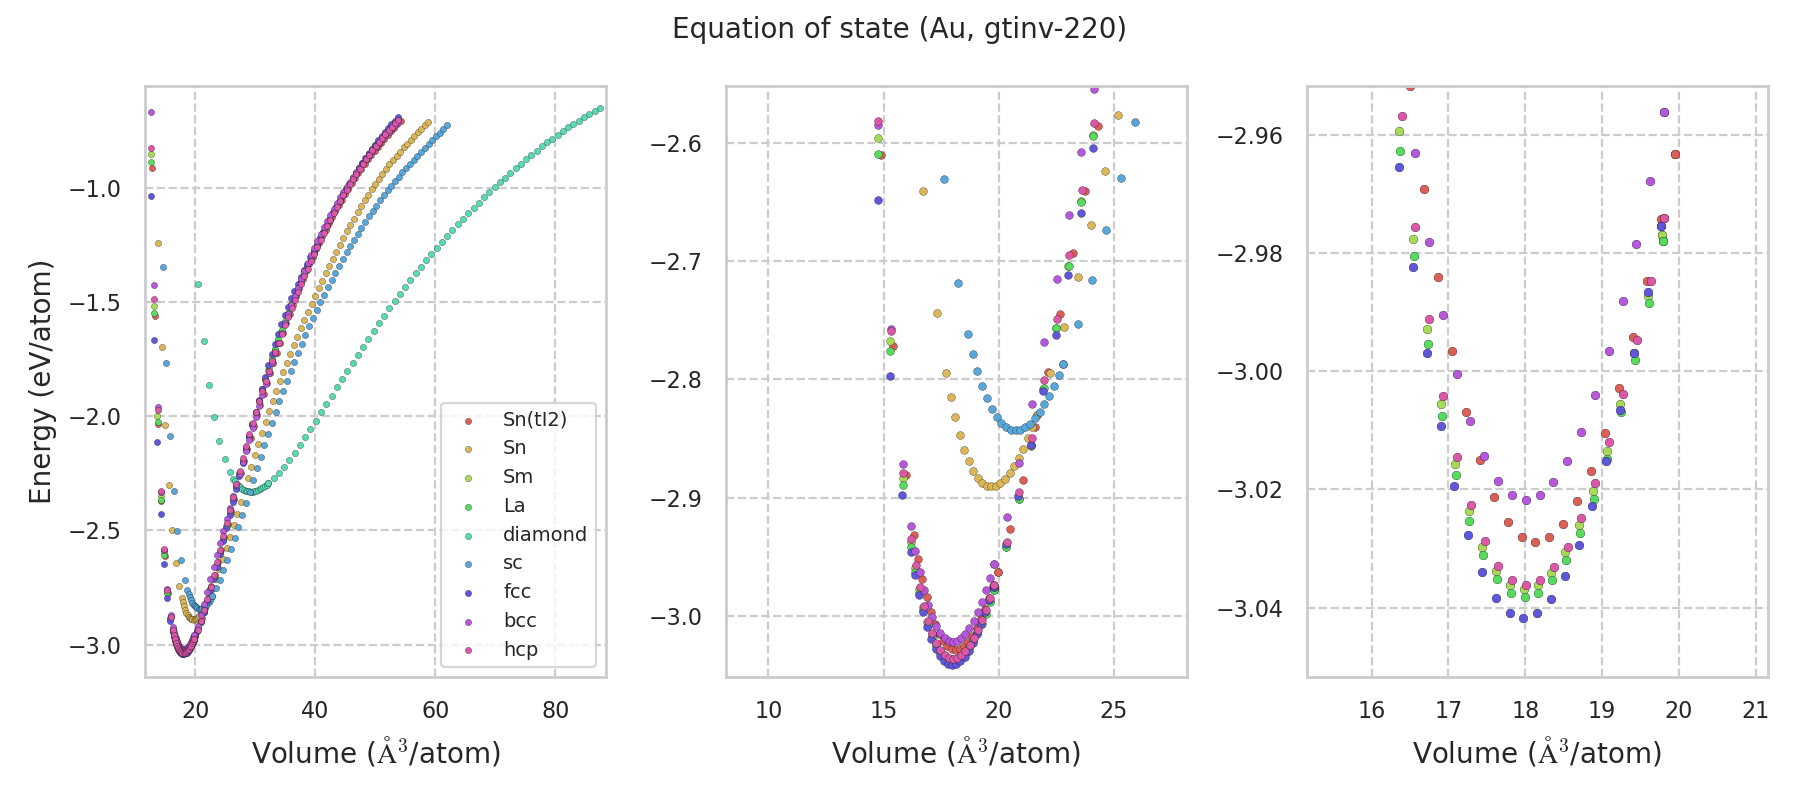 Equation of state (Au, gtinv-220)
Energy (eV/atom)
−1.0
−1.5
−2.0
−2.5
−3.0
Sn(tI2)
Sn
Sm
La
diamond
sc
fcc
bcc
hcp
20 40 60 80
Volume (Å³/atom)
−2.6
−2.7
−2.8
−2.9
−3.0
10 15 20 25
Volume (Å³/atom)
−2.96
−2.98
−3.00
−3.02
−3.04
16 17 18 19 20 21
Volume (Å³/atom)